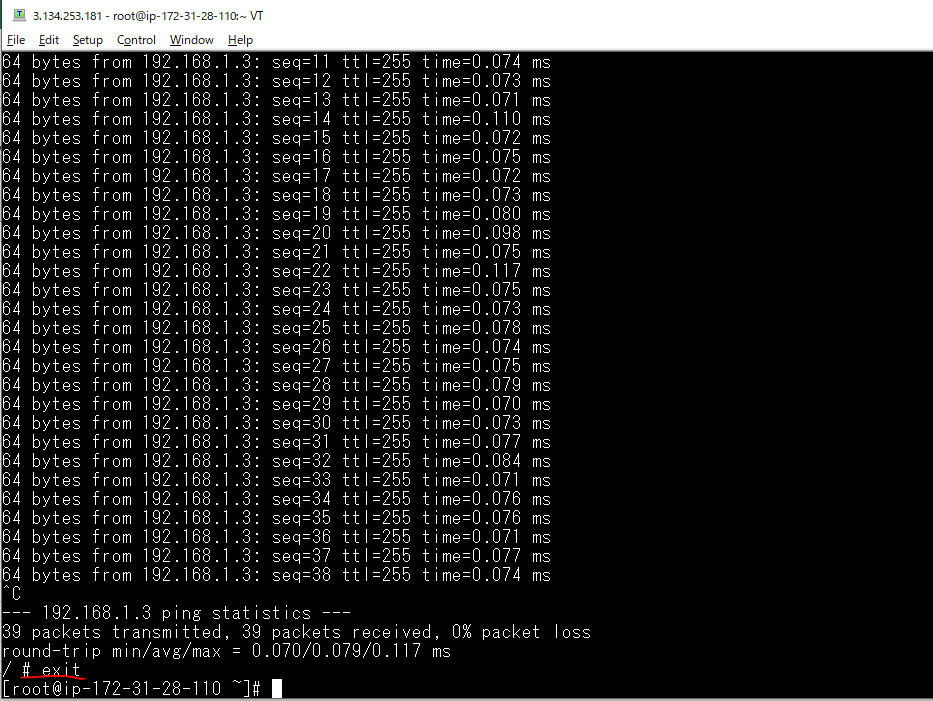 3.134.253.181 - root@ip-172-31-28-110:~ VT
File Edit Setup Control Window Help
64 bytes from 192.168.1.3: seq=11 ttl=255 time=0.074 ms
64 bytes from 192.168.1.3: seq=12 ttl=255 time=0.073 ms
64 bytes from 192.168.1.3: seq=13 ttl=255 time=0.071 ms
64 bytes from 192.168.1.3: seq=14 ttl=255 time=0.110 ms
64 bytes from 192.168.1.3: seq=15 ttl=255 time=0.072 ms
64 bytes from 192.168.1.3: seq=16 ttl=255 time=0.075 ms
64 bytes from 192.168.1.3: seq=17 ttl=255 time=0.072 ms
64 bytes from 192.168.1.3: seq=18 ttl=255 time=0.073 ms
64 bytes from 192.168.1.3: seq=19 ttl=255 time=0.080 ms
64 bytes from 192.168.1.3: seq=20 ttl=255 time=0.098 ms
64 bytes from 192.168.1.3: seq=21 ttl=255 time=0.075 ms
64 bytes from 192.168.1.3: seq=22 ttl=255 time=0.117 ms
64 bytes from 192.168.1.3: seq=23 ttl=255 time=0.075 ms
64 bytes from 192.168.1.3: seq=24 ttl=255 time=0.073 ms
64 bytes from 192.168.1.3: seq=25 ttl=255 time=0.078 ms
64 bytes from 192.168.1.3: seq=26 ttl=255 time=0.074 ms
64 bytes from 192.168.1.3: seq=27 ttl=255 time=0.075 ms
64 bytes from 192.168.1.3: seq=28 ttl=255 time=0.079 ms
64 bytes from 192.168.1.3: seq=29 ttl=255 time=0.070 ms
64 bytes from 192.168.1.3: seq=30 ttl=255 time=0.073 ms
64 bytes from 192.168.1.3: seq=31 ttl=255 time=0.077 ms
64 bytes from 192.168.1.3: seq=32 ttl=255 time=0.084 ms
64 bytes from 192.168.1.3: seq=33 ttl=255 time=0.071 ms
64 bytes from 192.168.1.3: seq=34 ttl=255 time=0.076 ms
64 bytes from 192.168.1.3: seq=35 ttl=255 time=0.076 ms
64 bytes from 192.168.1.3: seq=36 ttl=255 time=0.071 ms
64 bytes from 192.168.1.3: seq=37 ttl=255 time=0.077 ms
64 bytes from 192.168.1.3: seq=38 ttl=255 time=0.074 ms
^C
--- 192.168.1.3 ping statistics ---
39 packets transmitted, 39 packets received, 0% packet loss
round-trip min/avg/max = 0.070/0.079/0.117 ms
/ # exit
[root@ip-172-31-28-110 ~]#